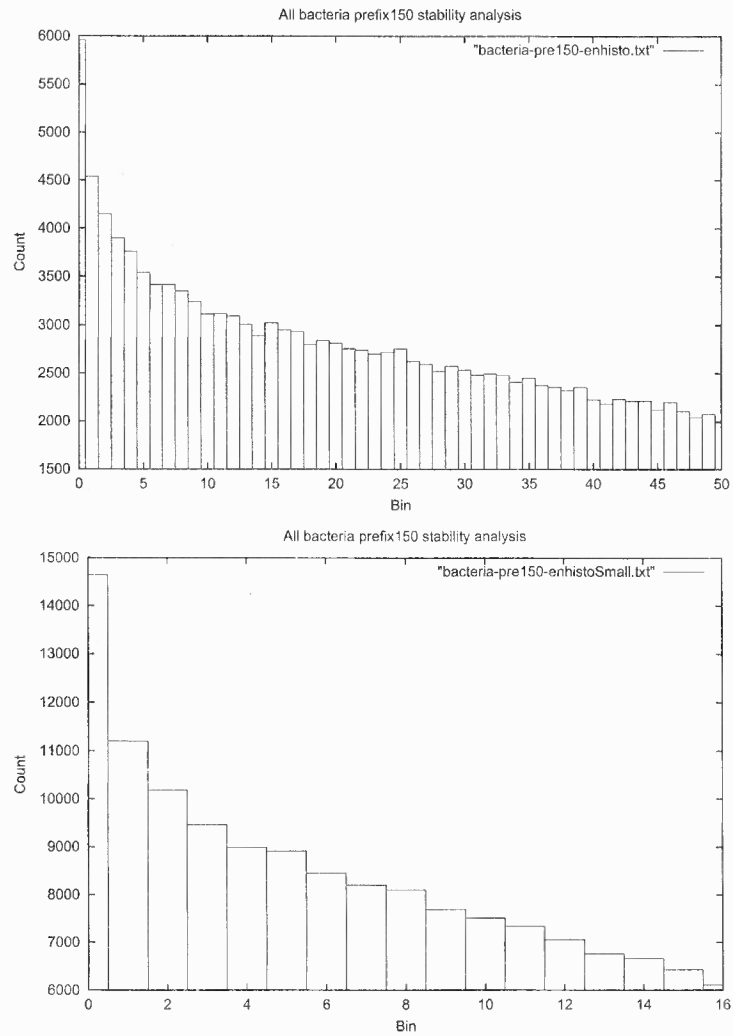 All bacteria prefix150 stability analysis
6000
5500
5000
4500
4000
3500
3000
2500
2000
1500
Count
"bacteria-pre150-enhisto.txt"
0 5 10 15 20 25 30 35 40 45 50
Bin
All bacteria prefix150 stability analysis
15000
14000
13000
12000
11000
10000
9000
8000
7000
6000
Count
"bacteria-pre150-enhistoSmall.txt"
0 2 4 6 8 10 12 14 16
Bin